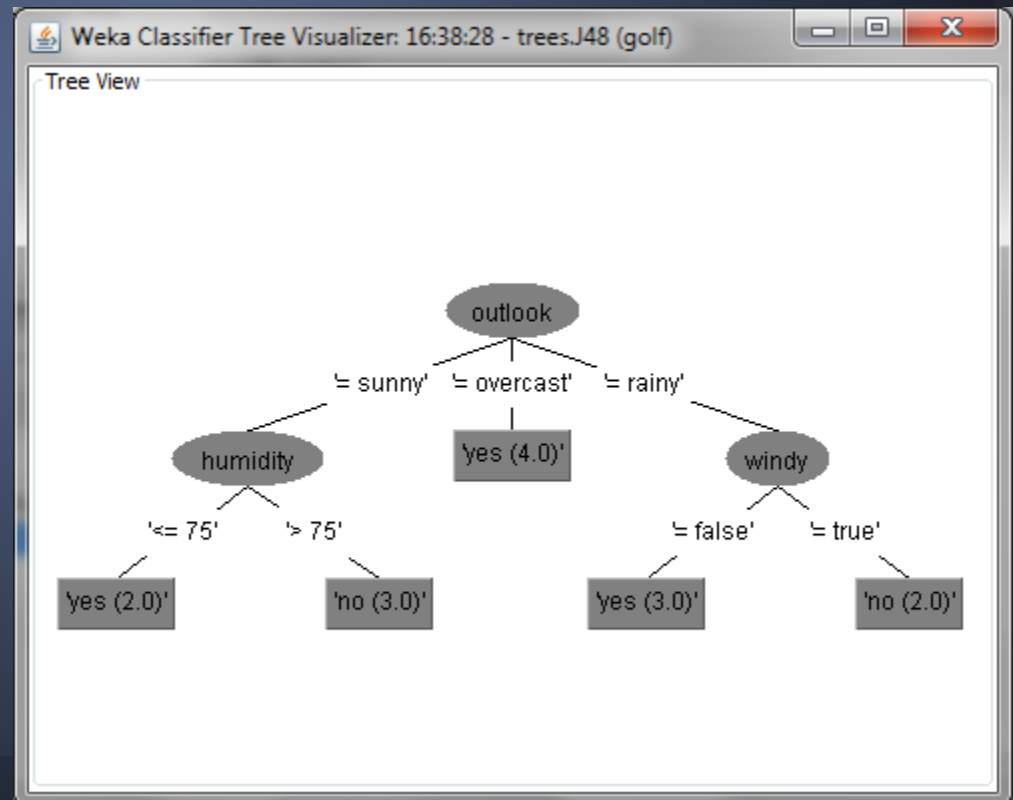 Weka Classifier Tree Visualizer: 16:38:28 - trees.J48 (golf)
Tree View
outlook
'= sunny' '= overcast' '= rainy'
humidity 'yes (4.0)' windy
'<= 75' '> 75' '= false' '= true'
'yes (2.0)' 'no (3.0)' 'yes (3.0)' 'no (2.0)'